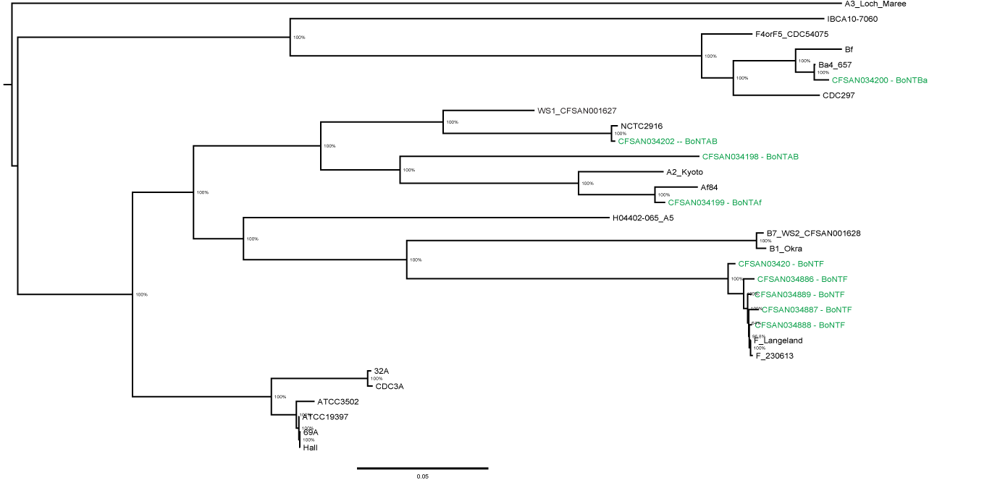 A3_Loch_Maree
IBCA10-7060
100%
F4orF5_CDC54075
Bf
100%
100%
Ba4_657
100%
CFSAN034200 - BoNTBa
100%
CDC297
WS1_CFSAN001627
100%
NCTC2916
100%
CFSAN034202 -- BoNTAB
100%
CFSAN034198 - BoNTAB
100%
A2_Kyoto
100%
Af84
100%
100%
CFSAN034199 - BoNTAf
H04402-065_A5
100%
B7_WS2_CFSAN001628
100%
B1_Okra
100%
CFSAN03420 - BoNTF
100%
CFSAN034886 - BoNTF
CFSAN034889 - BoNTF
100%
CFSAN034887 - BoNTF
CFSAN034888 - BoNTF
F_Langeland
100%
F_230613
32A
100%
CDC3A
100%
ATCC3502
ATCC19397
100%
69A
100%
Hall
0.05